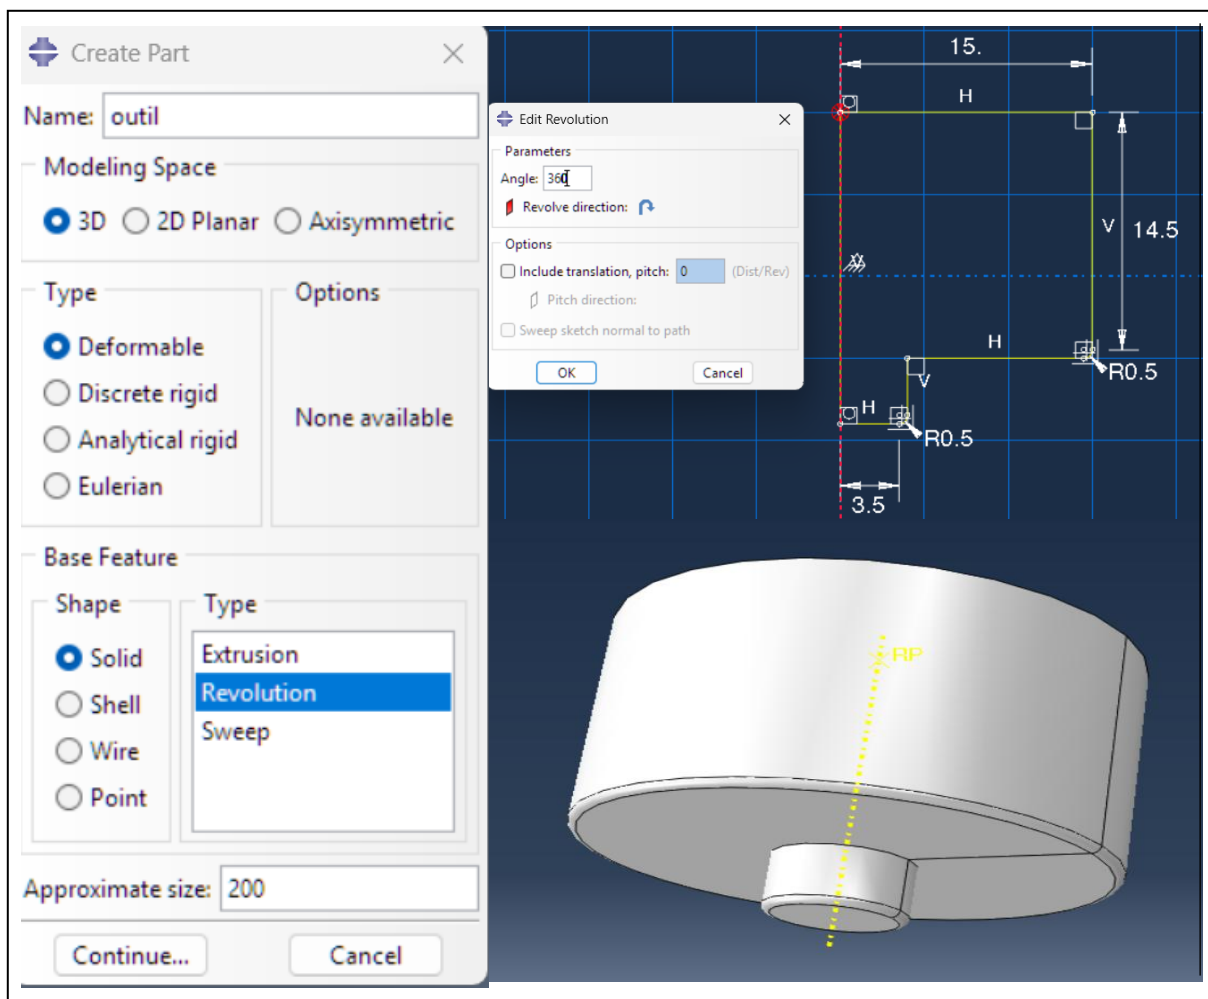 Create Part
Name: outil
Modeling Space
3D 2D Planar Axisymmetric
Type
Deformable
Discrete rigid
Analytical rigid
Eulerian
Options
None available
Base Feature
Shape
Solid
Shell
Wire
Point
Type
Extrusion
Revolution
Sweep
Approximate size: 200
Continue... Cancel
Edit Revolution
Parameters
Angle: 360
Revolve direction:
Options
Include translation, pitch: 0 (Dist/Rev)
Pitch direction:
Sweep sketch normal to path
OK Cancel
15.
H
V 14.5
H
R0.5
V
H
R0.5
3.5
RP